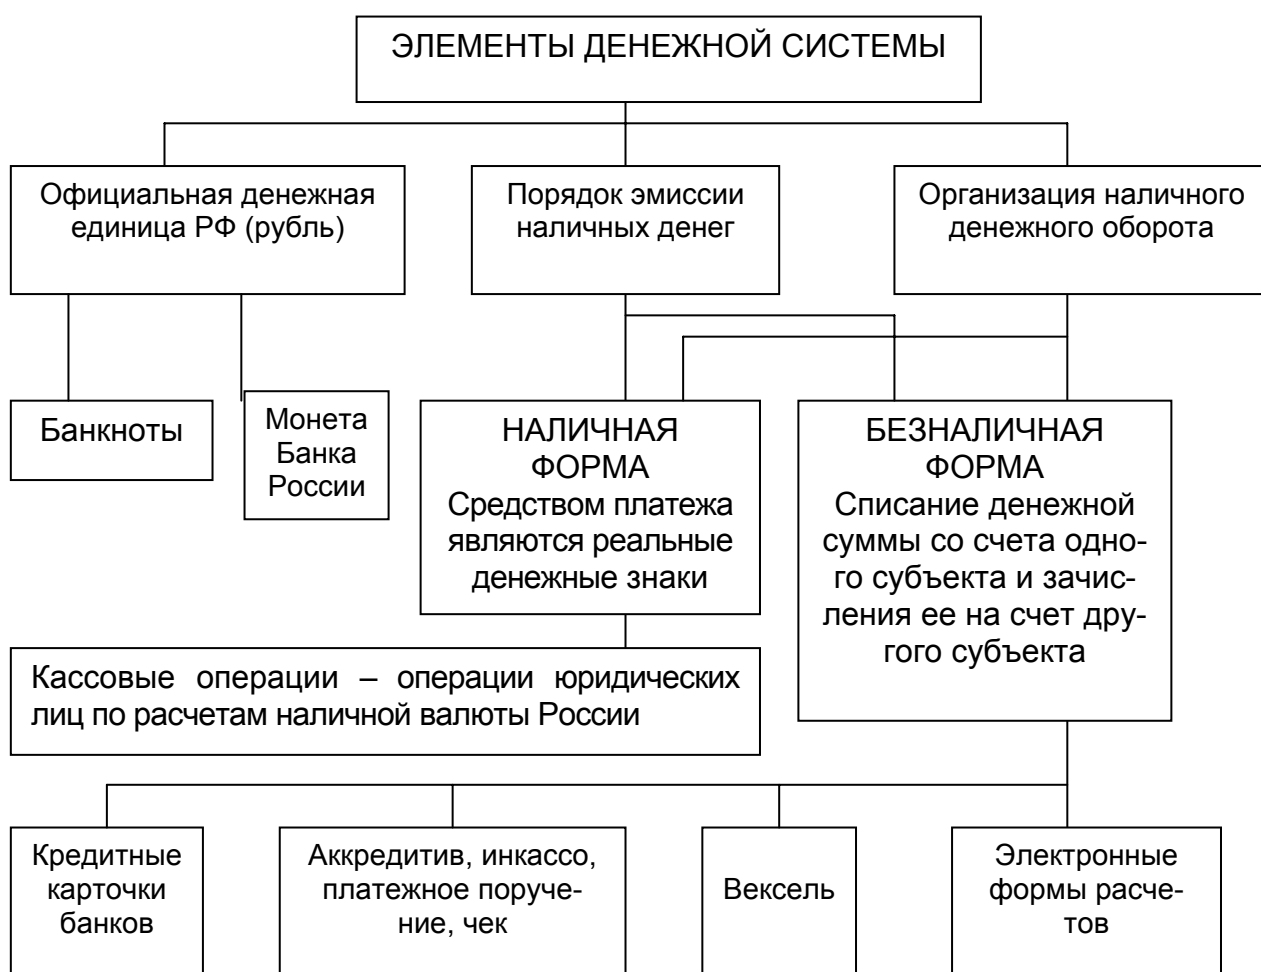 ЭЛЕМЕНТЫ ДЕНЕЖНОЙ СИСТЕМЫ
Официальная денежная
единица РФ (рубль)
Порядок эмиссии
наличных денег
Организация наличного
денежного оборота
Банкноты
Монета
Банка
России
НАЛИЧНАЯ
ФОРМА
Средством платежа
являются реальные
денежные знаки
БЕЗНАЛИЧНАЯ
ФОРМА
Списание денежной
суммы со счета одно-
го субъекта и зачис-
ления ее на счет дру-
гого субъекта
Кассовые операции – операции юридических
лиц по расчетам наличной валюты России
Кредитные
карточки
банков
Аккредитив, инкассо,
платежное поруче-
ние, чек
Вексель
Электронные
формы расче-
тов